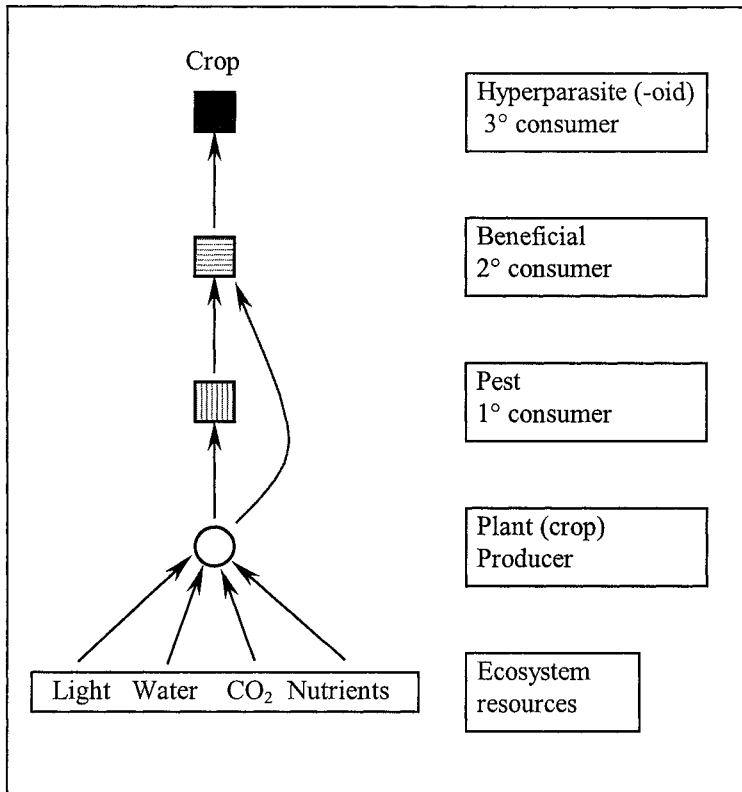 Crop
Hyperparasite (-oid)
3° consumer
Beneficial
2° consumer
Pest
1° consumer
Plant (crop)
Producer
Light Water CO₂ Nutrients
Ecosystem
resources